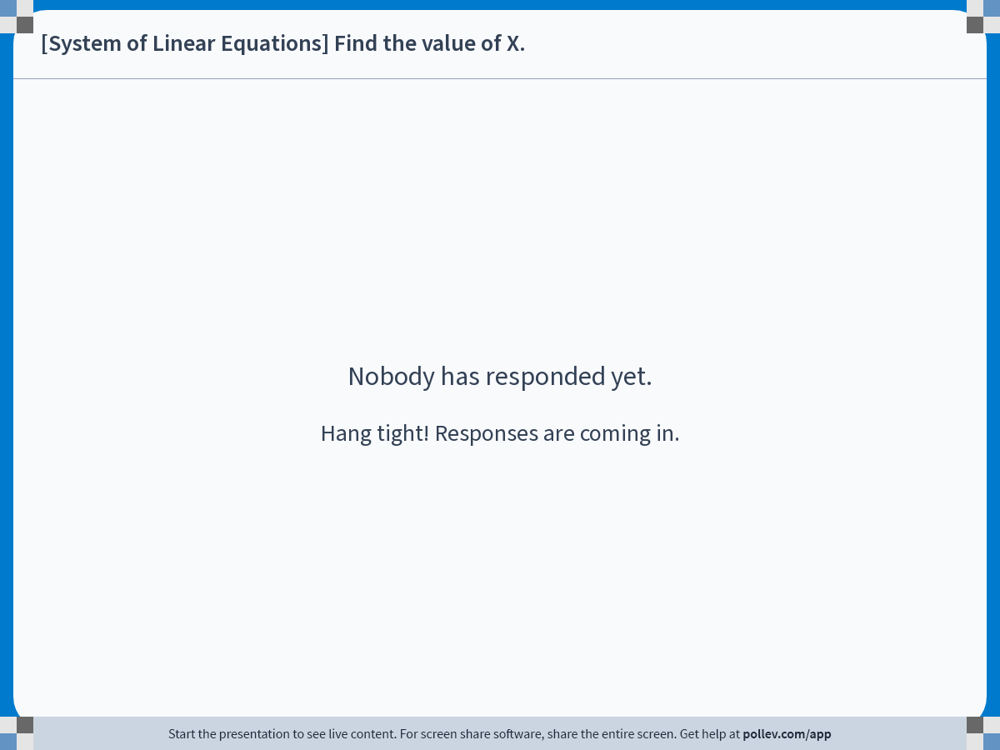 [System of Linear Equations] Find the value of X.
Nobody has responded yet.
Hang tight! Responses are coming in.
Start the presentation to see live content. For screen share software, share the entire screen. Get help at pollev.com/app